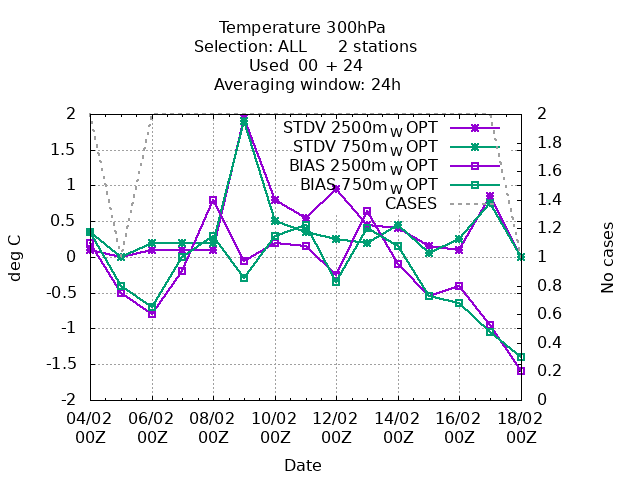 Temperature 300hPa
Selection: ALL 2 stations
Used 00 + 24
Averaging window: 24h
STDV 2500m W OPT
STDV 750m W OPT
BIAS 2500m W OPT
BIAS 750m W OPT
CASES
deg C
2
1.5
1
0.5
0
-0.5
-1
-1.5
-2
2
1.8
1.6
1.4
1.2
1
0.8
0.6
0.4
0.2
0
No cases
04/02 06/02 08/02 10/02 12/02 14/02 16/02 18/02
00Z 00Z 00Z 00Z 00Z 00Z 00Z 00Z
Date